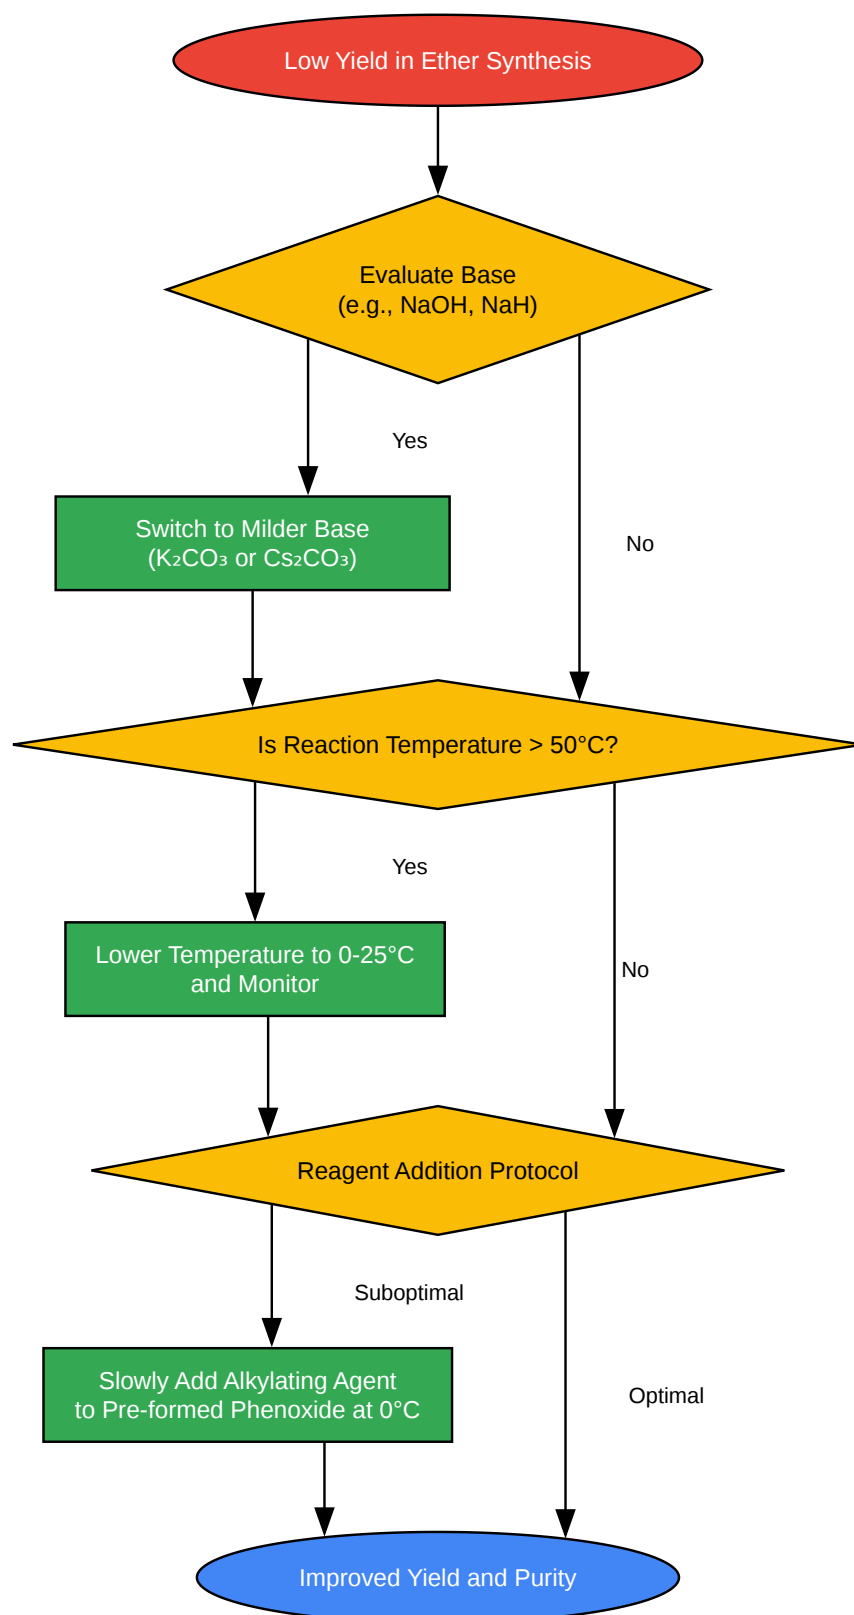 Low Yield in Ether Synthesis
Evaluate Base
(e.g., NaOH, NaH)
Yes
Switch to Milder Base
(K₂CO₃ or Cs₂CO₃)
No
Is Reaction Temperature > 50°C?
Yes
Lower Temperature to 0-25°C
and Monitor
No
Reagent Addition Protocol
Suboptimal
Slowly Add Alkylating Agent
to Pre-formed Phenoxide at 0°C
Optimal
Improved Yield and Purity